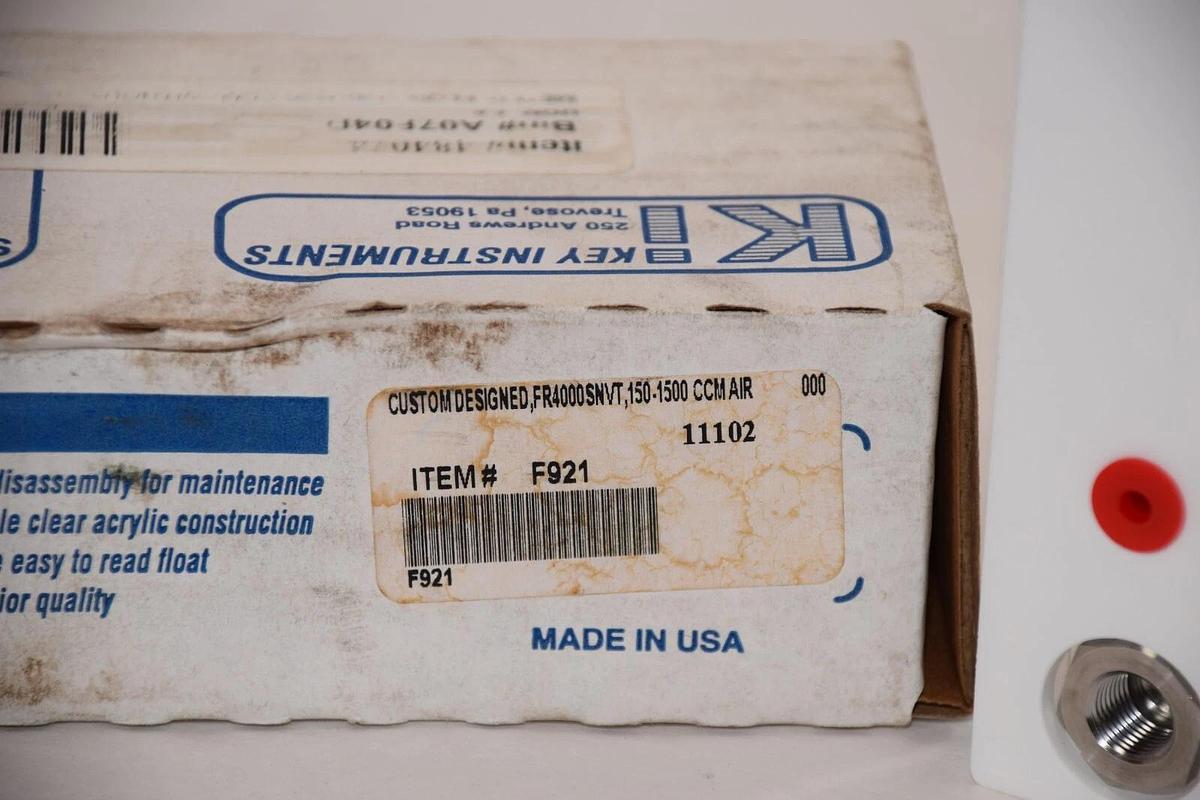 Bin# A07F04D
Item#
KEY INSTRUMENTS
250 Andrews Road
Trevose, Pa 19053
KI
S
CUSTOM DESIGNED,FR4000SNVT,150-1500 CCM AIR 000
11102
ITEM# F921
F921
disassembly for maintenance
le clear acrylic construction
e easy to read float
ior quality
MADE IN USA